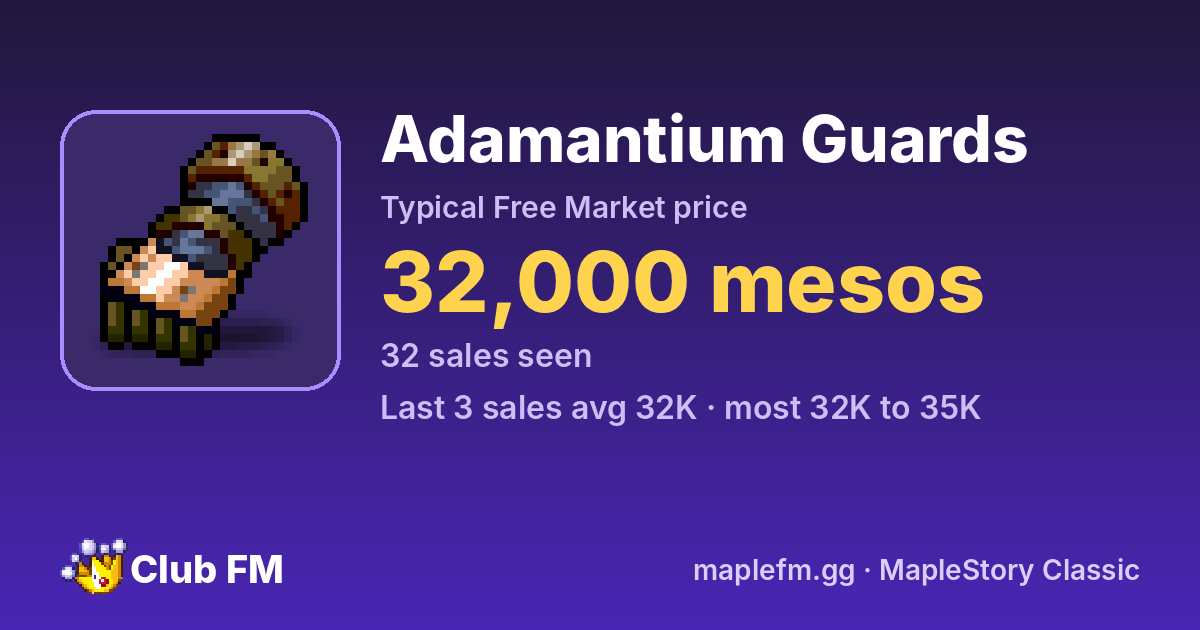 Adamantium Guards
Typical Free Market price
32,000 mesos
32 sales seen
Last 3 sales avg 32K · most 32K to 35K
Club FM
maplefm.gg · MapleStory Classic